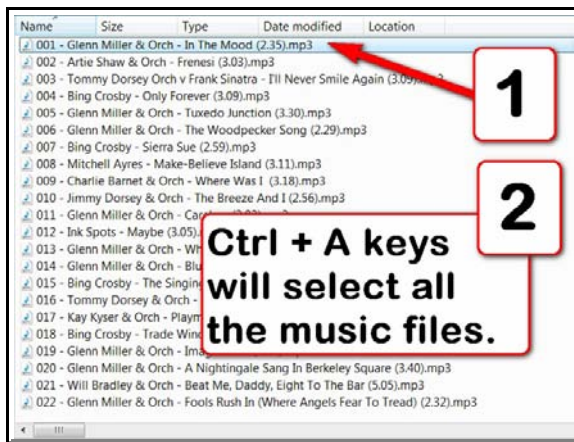 Name Size Type Date modified Location
001 - Glenn Miller & Orch - In The Mood (2.35).mp3
002 - Artie Shaw & Orch - Frenesi (3.03).mp3
003 - Tommy Dorsey Orch v Frank Sinatra - I'll Never Smile Again (3.09).mp3
004 - Bing Crosby - Only Forever (3.09).mp3
005 - Glenn Miller & Orch - Tuxedo Junction (3.30).mp3
006 - Glenn Miller & Orch - The Woodpecker Song (2.29).mp3
007 - Bing Crosby - Sierra Sue (2.59).mp3
008 - Mitchell Ayres - Make-Believe Island (3.11).mp3
009 - Charlie Barnet & Orch - Where Was I (3.18).mp3
010 - Jimmy Dorsey & Orch - The Breeze And I (2.56).mp3
011 - Glenn Miller & Orch -
012 - Ink Spots - Maybe (3.05)
013 - Glenn Miller & Orch -
014 - Glenn Miller & Orch -
015 - Bing Crosby - The
016 - Tommy Dorsey & Orch -
017 - Kay Kyser & Orch -
018 - Bing Crosby - Trade
019 - Glenn Miller & Orch -
020 - Glenn Miller & Orch - A Nightingale Sang In Berkeley Square (3.40).mp3
021 - Will Bradley & Orch - Beat Me, Daddy, Eight To The Bar (5.05).mp3
022 - Glenn Miller & Orch - Fools Rush In (Where Angels Fear To Tread) (2.32).mp3
1
2
Ctrl + A keys
will select all
the music files.